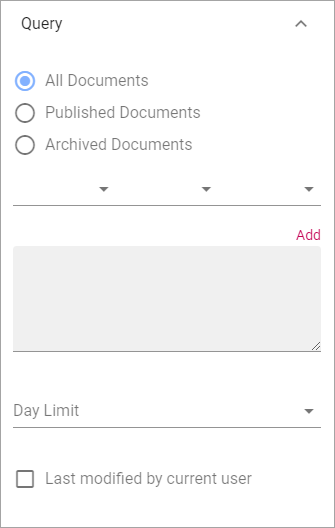 Query
All Documents
Published Documents
Archived Documents
Add
Day Limit
Last modified by current user